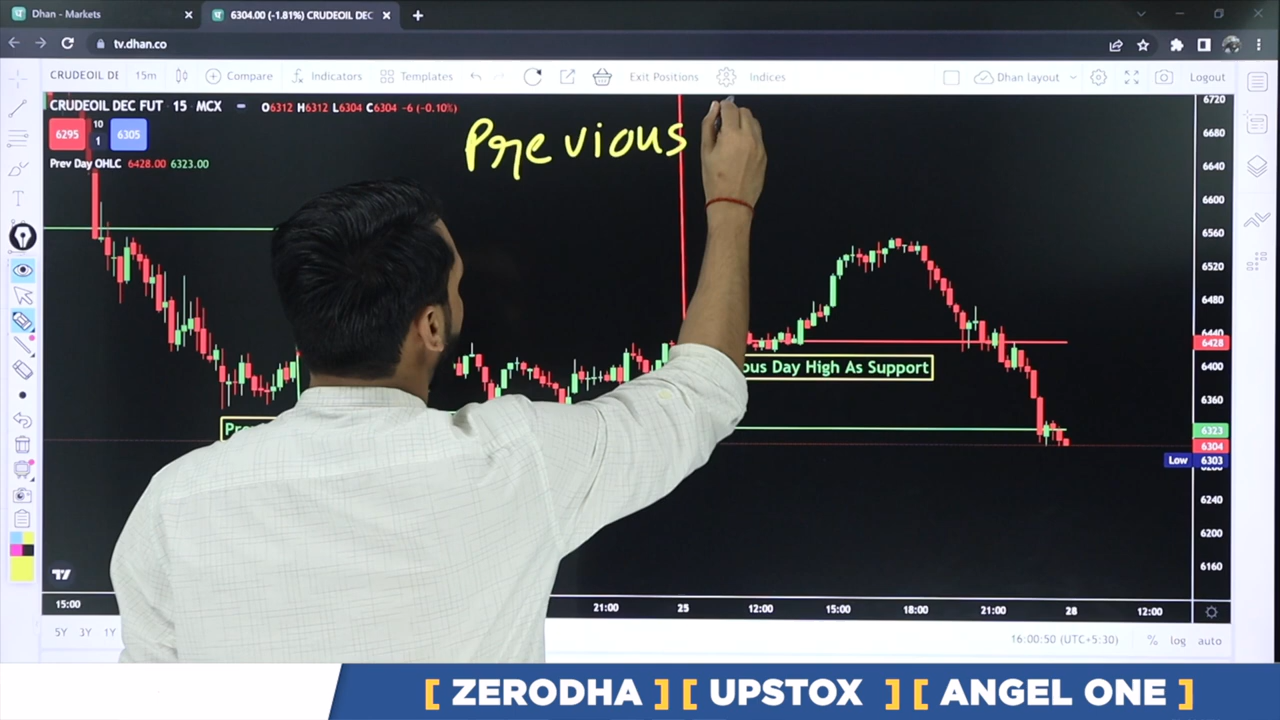 Dhan - Markets
6304.00 (-1.81%) CRUDEOIL DEC
tv.dhan.co
CRUDEOIL DE 15m Compare Indicators Templates Exit Positions Indices Dhan layout Logout
CRUDEOIL DEC FUT · 15 · MCX O6312 H6312 L6304 C6304 -6 (-0.10%)
6295 10 1 6305
Prev Day OHLC 6428.00 6323.00
Previous
6720
6680
6640
6600
6560
6520
6480
6440
6428
6400
6360
6323
6304
Low 6303
6240
6200
6160
ous Day High As Support
15:00 21:00 25 12:00 15:00 18:00 21:00 28 12:00
5Y 3Y 1Y 16:00:50 (UTC+5:30) % log auto
[ ZERODHA ] [ UPSTOX ] [ ANGEL ONE ]